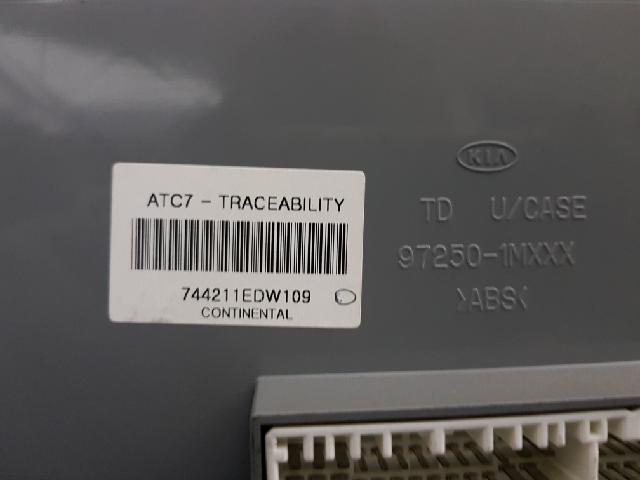 ATC7 - TRACEABILITY
744211EDW109
CONTINENTAL
KIA
TD U/CASE
97250-1MXXX
>ABS<